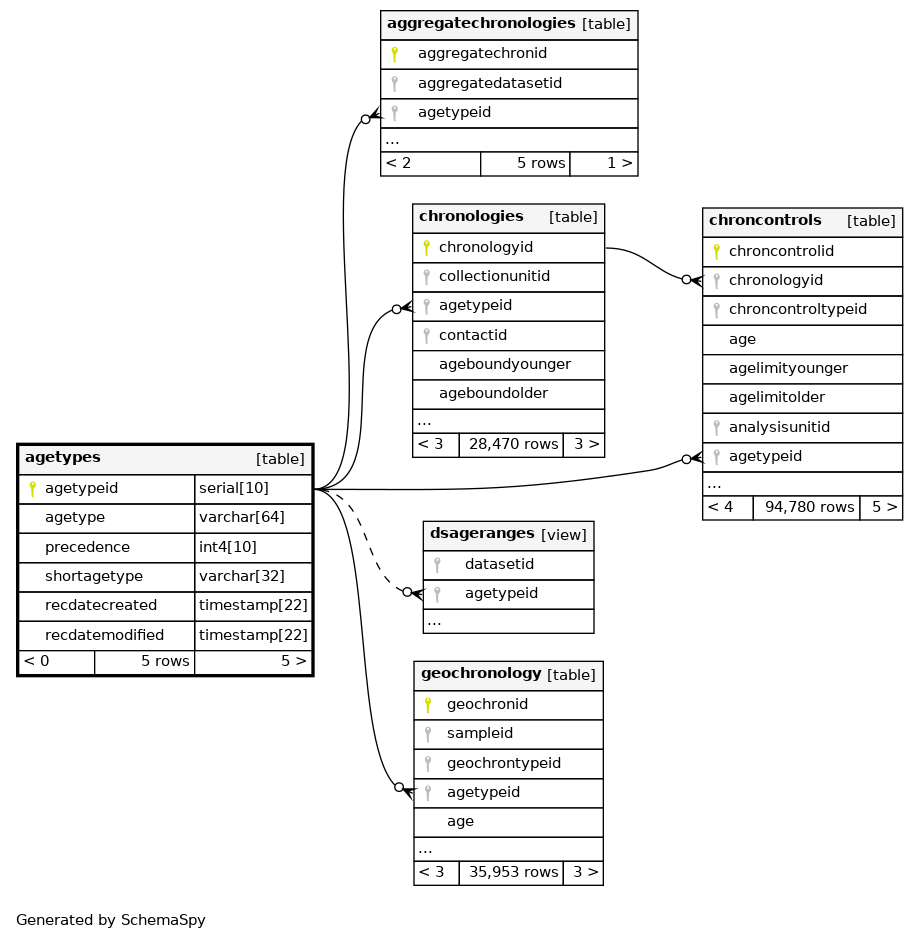 aggregatechronologies [table]
aggregatechronid
aggregatedatasetid
agetypeid
...
< 2 5 rows 1 >
chronologies [table]
chronologyid
collectionunitid
agetypeid
contactid
ageboundyounger
ageboundolder
...
< 3 28,470 rows 3 >
chroncontrols [table]
chroncontrolid
chronologyid
chroncontroltypeid
age
agelimityounger
agelimitolder
analysisunitid
agetypeid
...
< 4 94,780 rows 5 >
agetypes [table]
agetypeid serial[10]
agetype varchar[64]
precedence int4[10]
shortagetype varchar[32]
recdatecreated timestamp[22]
recdatemodified timestamp[22]
< 0 5 rows 5 >
dsageranges [view]
datasetid
agetypeid
...
geochronology [table]
geochronid
sampleid
geochrontypeid
agetypeid
age
...
< 3 35,953 rows 3 >
Generated by SchemaSpy